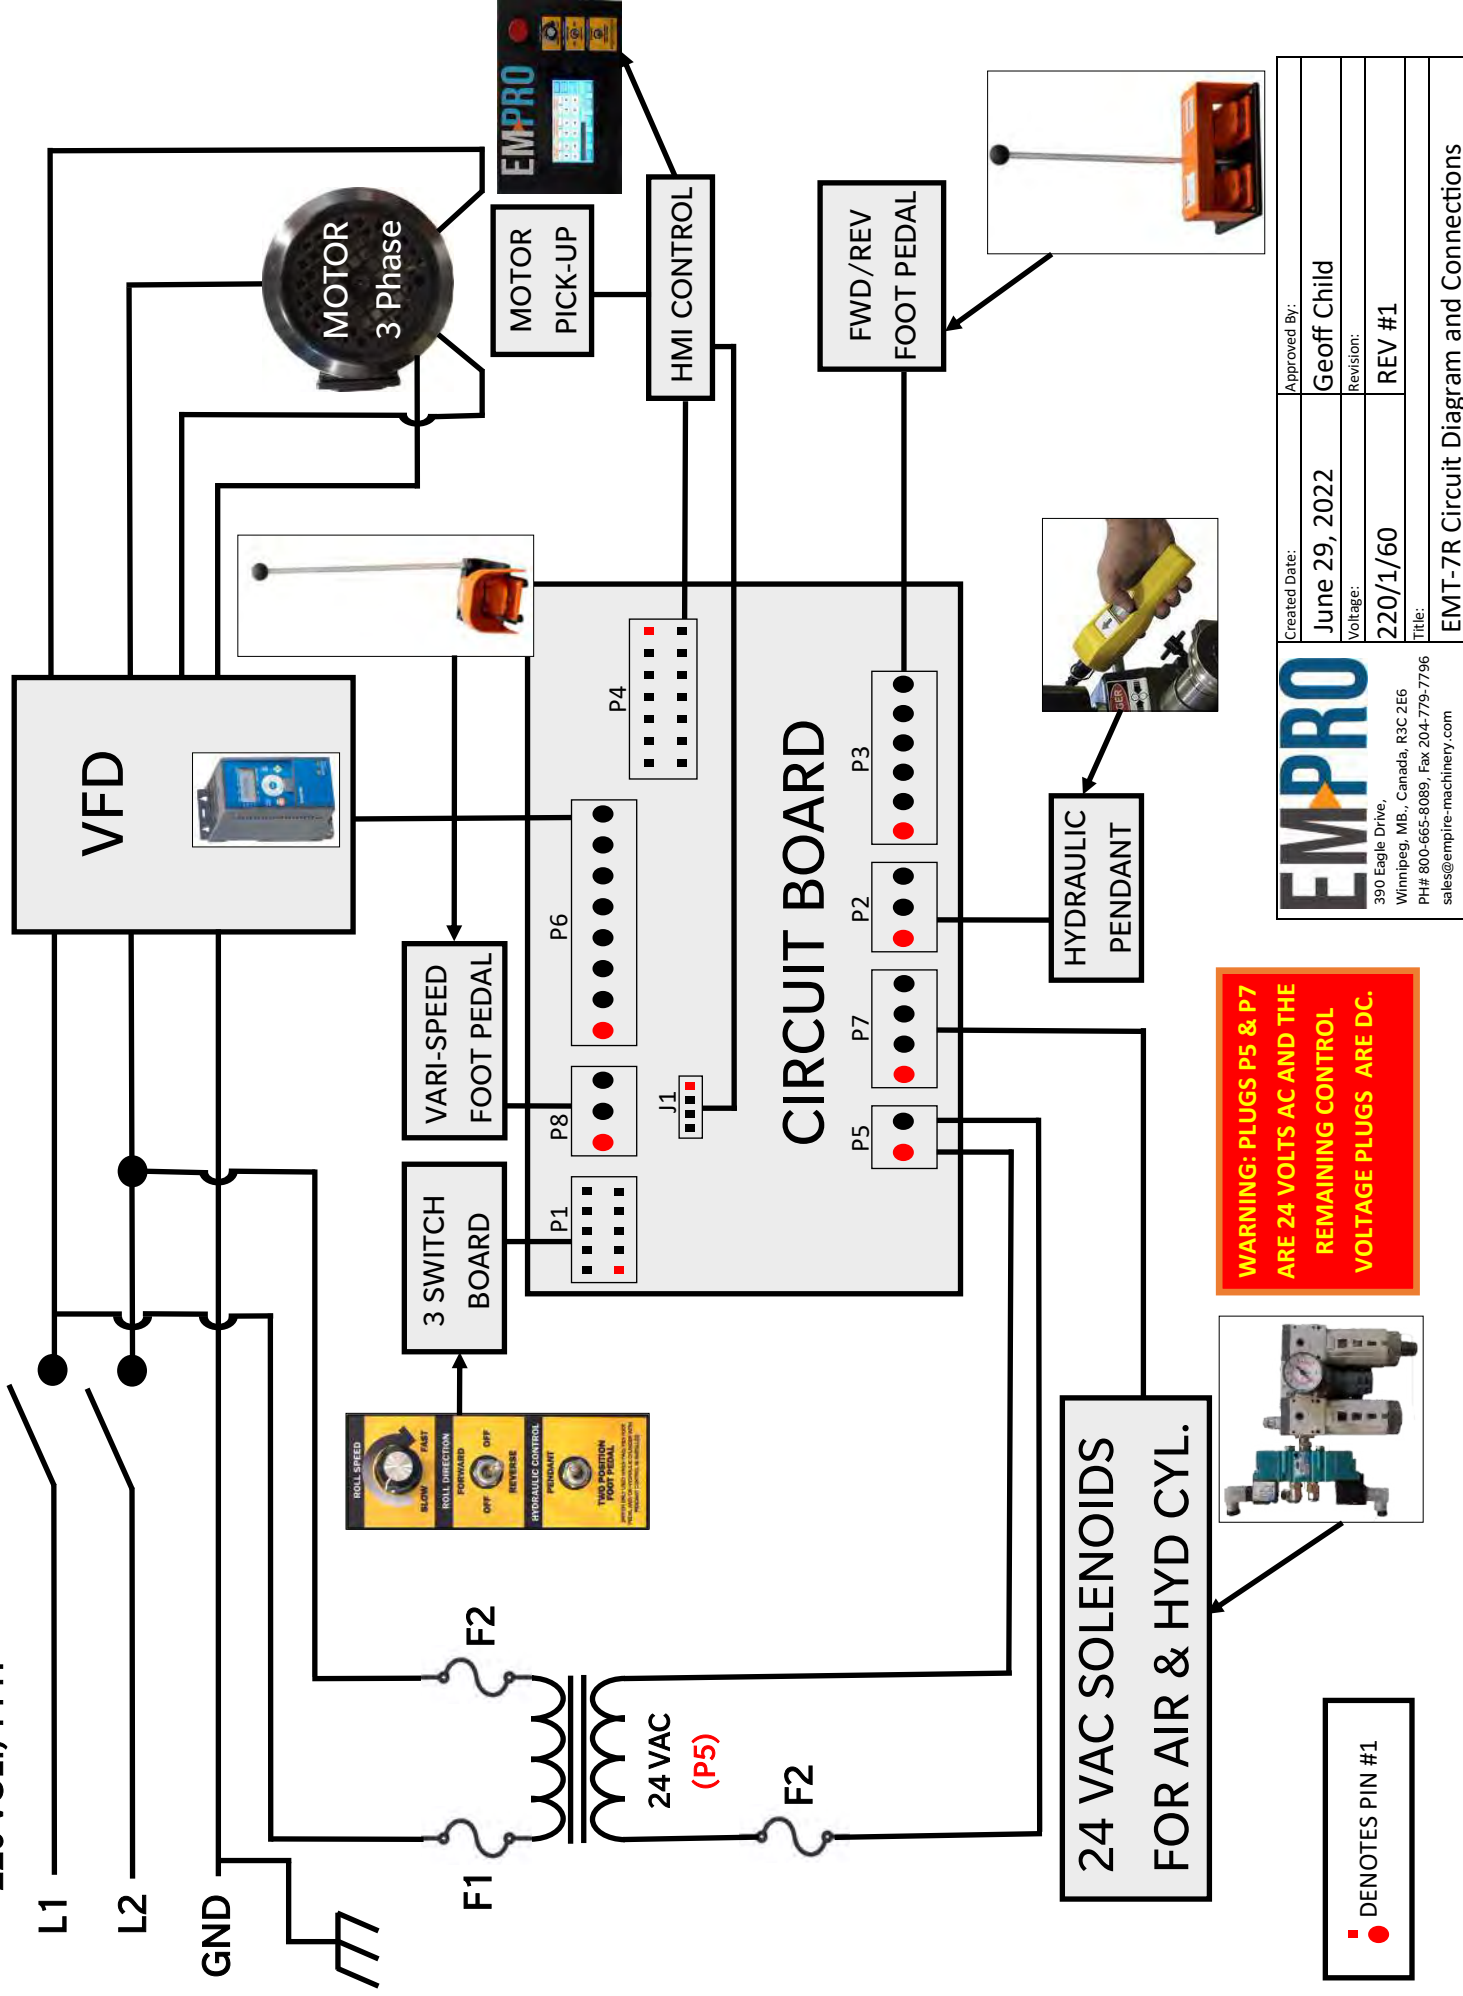 L1
L2
GND
VFD
MOTOR
3 Phase
EMPRO
MOTOR
PICK-UP
HMI CONTROL
F1
F2
24 VAC
(P5)
F2
ROLL SPEED
SLOW
FAST
ROLL DIRECTION
FORWARD
OFF
OFF
REVERSE
HYDRAULIC CONTROL
PENDANT
TWO POSITION
FOOT PEDAL
3 SWITCH
BOARD
VARI-SPEED
FOOT PEDAL
P1
P8
P6
P4
J1
CIRCUIT BOARD
P5
P7
P2
P3
FWD/REV
FOOT PEDAL
HYDRAULIC
PENDANT
24 VAC SOLENOIDS
FOR AIR & HYD CYL.
WARNING: PLUGS P5 & P7
ARE 24 VOLTS AC AND THE
REMAINING CONTROL
VOLTAGE PLUGS ARE DC.
DENOTES PIN #1
EMPRO
390 Eagle Drive,
Winnipeg, MB., Canada, R3C 2E6
PH# 800-665-8089, Fax 204-779-7796
sales@empire-machinery.com
Created Date:
June 29, 2022
Approved By:
Geoff Child
Voltage:
220/1/60
Revision:
REV #1
Title:
EMT-7R Circuit Diagram and Connections